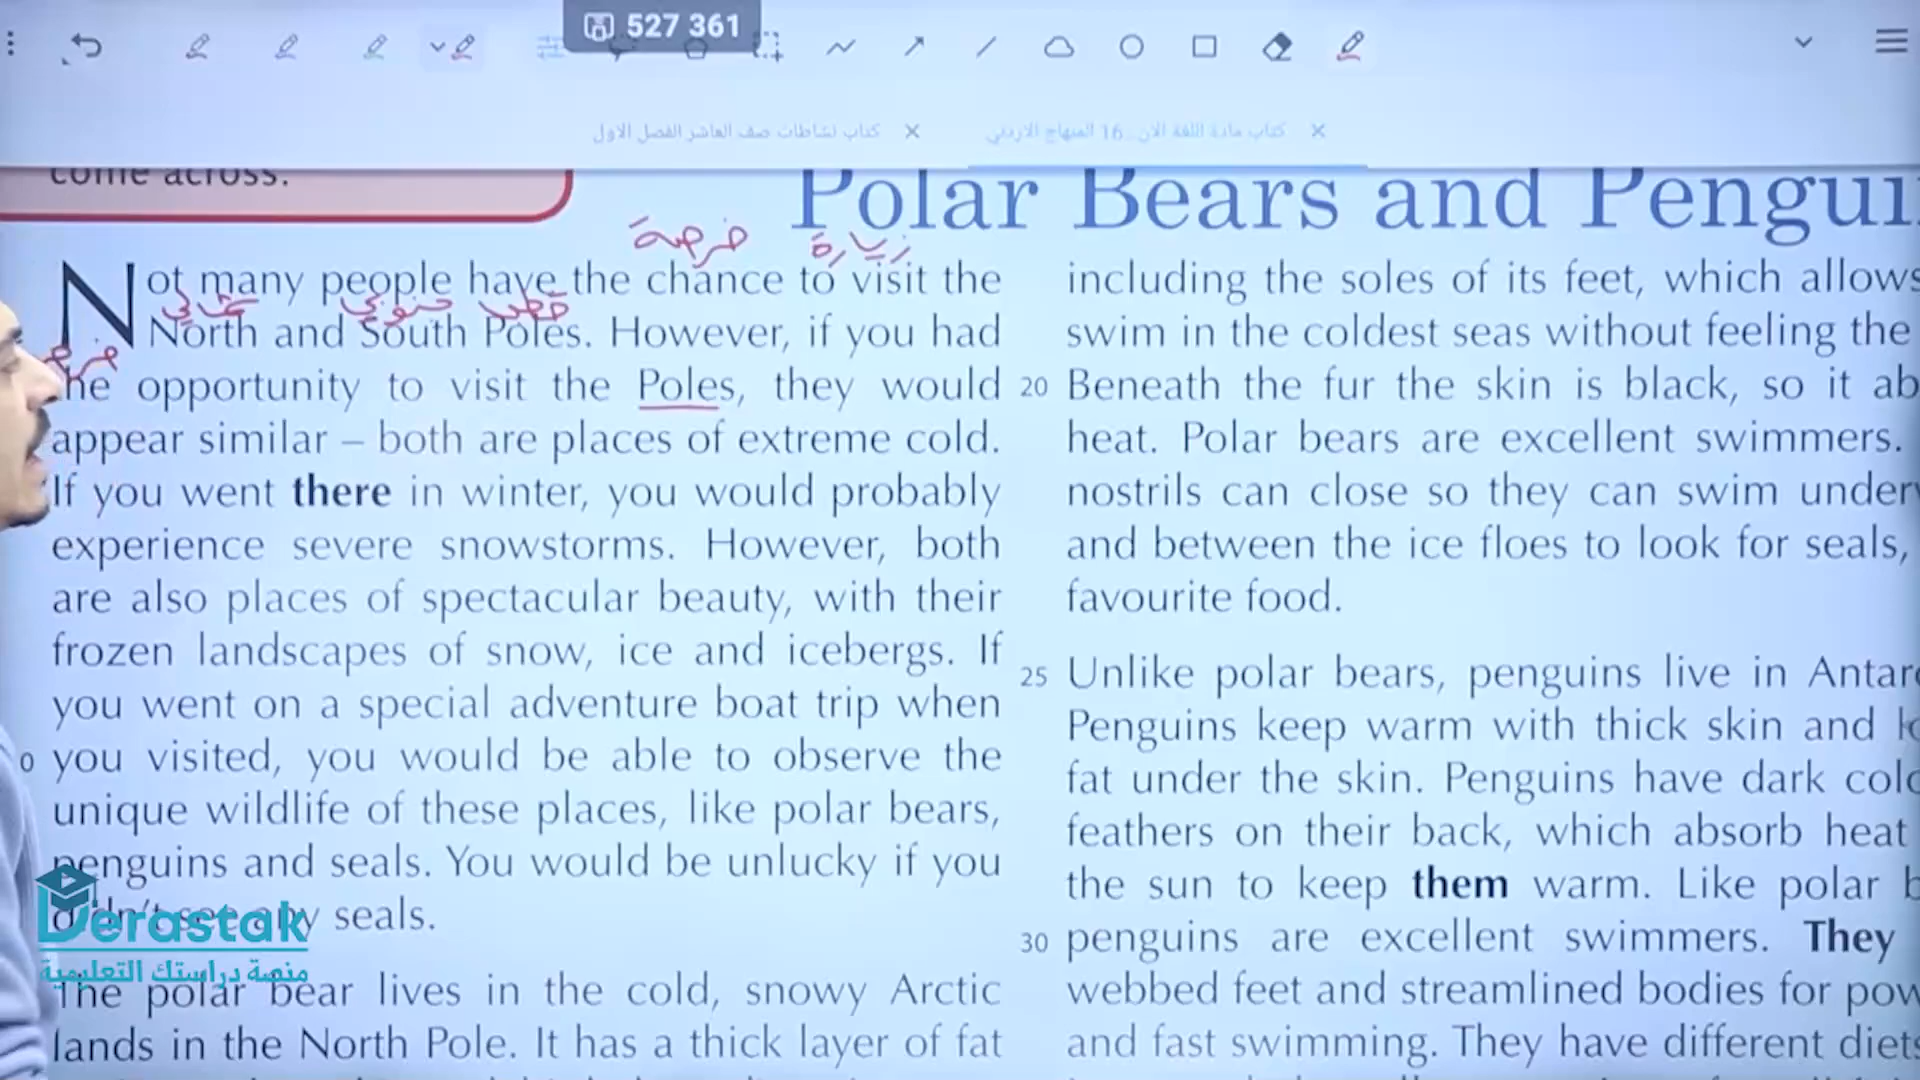 527 361
كتاب نشاطات صف العاشر الفصل الاول ×
كتاب مادة اللغة الان..16 المنهاج الاردني ×
come across.
Polar Bears and Pengui
فرصة زيارة
Not many people have the chance to visit the
شمالي جنوبي قطب
North and South Poles. However, if you had
فرصة
the opportunity to visit the Poles, they would
appear similar – both are places of extreme cold.
If you went there in winter, you would probably
experience severe snowstorms. However, both
are also places of spectacular beauty, with their
frozen landscapes of snow, ice and icebergs. If
you went on a special adventure boat trip when
0 you visited, you would be able to observe the
unique wildlife of these places, like polar bears,
penguins and seals. You would be unlucky if you
didn't see any seals.
The polar bear lives in the cold, snowy Arctic
lands in the North Pole. It has a thick layer of fat
including the soles of its feet, which allows
swim in the coldest seas without feeling the
20 Beneath the fur the skin is black, so it ab
heat. Polar bears are excellent swimmers.
nostrils can close so they can swim under
and between the ice floes to look for seals,
favourite food.
25 Unlike polar bears, penguins live in Antar
Penguins keep warm with thick skin and
fat under the skin. Penguins have dark colo
feathers on their back, which absorb heat
the sun to keep them warm. Like polar b
30 penguins are excellent swimmers. They
webbed feet and streamlined bodies for pow
and fast swimming. They have different diets
Derastak
منصة دراستك التعليمية